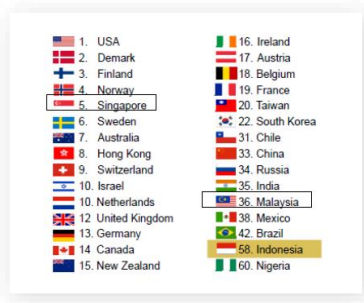 1. USA
2. Demark
3. Finland
4. Norway
5. Singapore
6. Sweden
7. Australia
8. Hong Kong
9. Switzerland
10. Israel
10. Netherlands
12 United Kingdom
13. Germany
14 Canada
15. New Zealand
16. Ireland
17. Austria
18. Belgium
19. France
20. Taiwan
22. South Korea
31. Chile
33. China
34. Russia
35. India
36. Malaysia
38. Mexico
42. Brazil
58. Indonesia
60. Nigeria